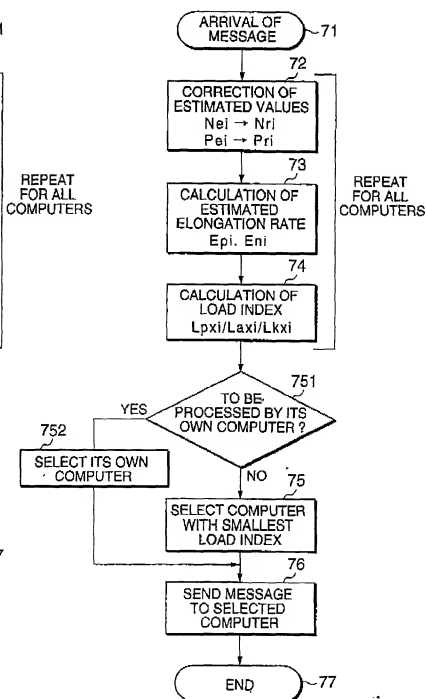 ARRIVAL OF
MESSAGE
71
72
CORRECTION OF
ESTIMATED VALUES
Nei → Nri
Pei → Pri
REPEAT
FOR ALL
COMPUTERS
REPEAT
FOR ALL
COMPUTERS
73
CALCULATION OF
ESTIMATED
ELONGATION RATE
Epi. Eni
74
CALCULATION OF
LOAD INDEX
Lpxi/Laxi/Lkxi
751
TO BE
PROCESSED BY ITS
OWN COMPUTER ?
YES
752
SELECT ITS OWN
COMPUTER
NO
75
SELECT COMPUTER
WITH SMALLEST
LOAD INDEX
76
SEND MESSAGE
TO SELECTED
COMPUTER
END
77